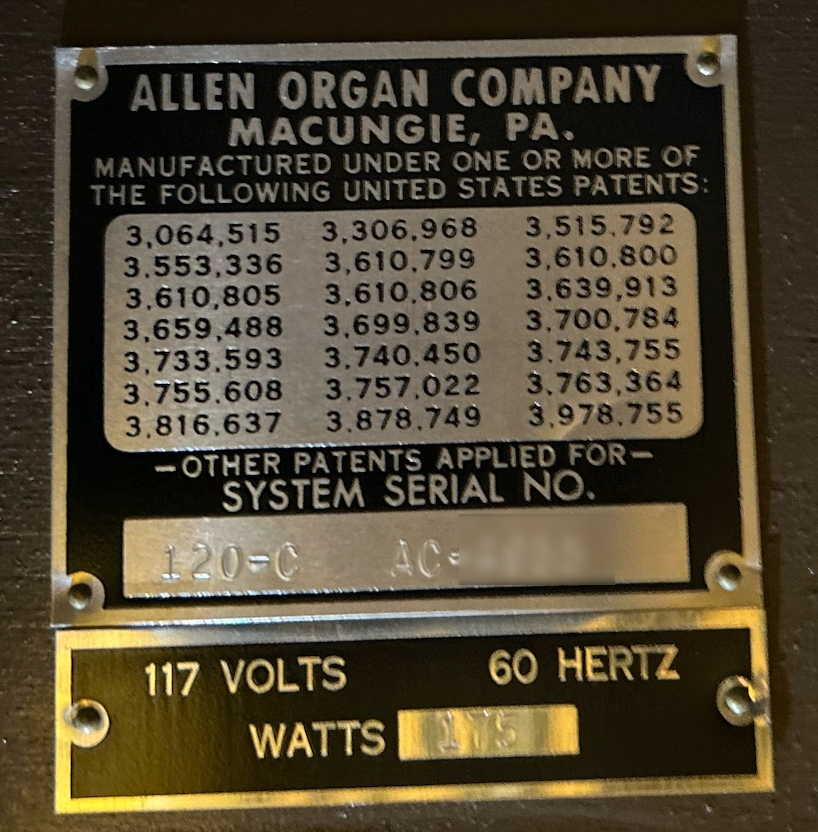 ALLEN ORGAN COMPANY
MACUNGIE, PA.
MANUFACTURED UNDER ONE OR MORE OF
THE FOLLOWING UNITED STATES PATENTS:
3,064,515 3,306,968 3,515,792
3,553,336 3,610,799 3,610,800
3,610,805 3,610,806 3,639,913
3,659,488 3,699,839 3,700,784
3,733,593 3,740,450 3,743,755
3,755,608 3,757,022 3,763,364
3,816,637 3,878,749 3,978,755
—OTHER PATENTS APPLIED FOR—
SYSTEM SERIAL NO.
120-C AC-
117 VOLTS 60 HERTZ
WATTS 175